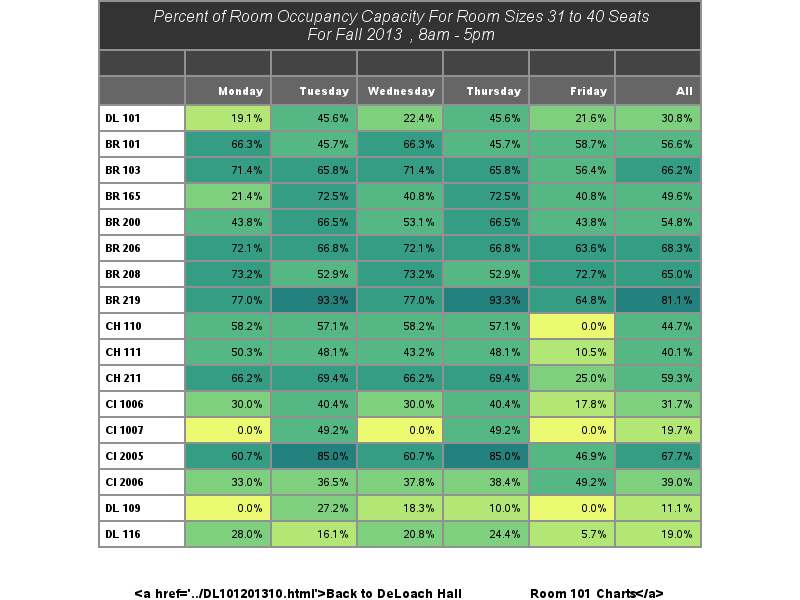 Percent of Room Occupancy Capacity For Room Sizes 31 to 40 Seats
For Fall 2013 , 8am - 5pm
Monday Tuesday Wednesday Thursday Friday All
DL 101 19.1% 45.6% 22.4% 45.6% 21.6% 30.8%
BR 101 66.3% 45.7% 66.3% 45.7% 58.7% 56.6%
BR 103 71.4% 65.8% 71.4% 65.8% 56.4% 66.2%
BR 165 21.4% 72.5% 40.8% 72.5% 40.8% 49.6%
BR 200 43.8% 66.5% 53.1% 66.5% 43.8% 54.8%
BR 206 72.1% 66.8% 72.1% 66.8% 63.6% 68.3%
BR 208 73.2% 52.9% 73.2% 52.9% 72.7% 65.0%
BR 219 77.0% 93.3% 77.0% 93.3% 64.8% 81.1%
CH 110 58.2% 57.1% 58.2% 57.1% 0.0% 44.7%
CH 111 50.3% 48.1% 43.2% 48.1% 10.5% 40.1%
CH 211 66.2% 69.4% 66.2% 69.4% 25.0% 59.3%
CI 1006 30.0% 40.4% 30.0% 40.4% 17.8% 31.7%
CI 1007 0.0% 49.2% 0.0% 49.2% 0.0% 19.7%
CI 2005 60.7% 85.0% 60.7% 85.0% 46.9% 67.7%
CI 2006 33.0% 36.5% 37.8% 38.4% 49.2% 39.0%
DL 109 0.0% 27.2% 18.3% 10.0% 0.0% 11.1%
DL 116 28.0% 16.1% 20.8% 24.4% 5.7% 19.0%
<a href='../DL101201310.html'>Back to DeLoach Hall Room 101 Charts</a>